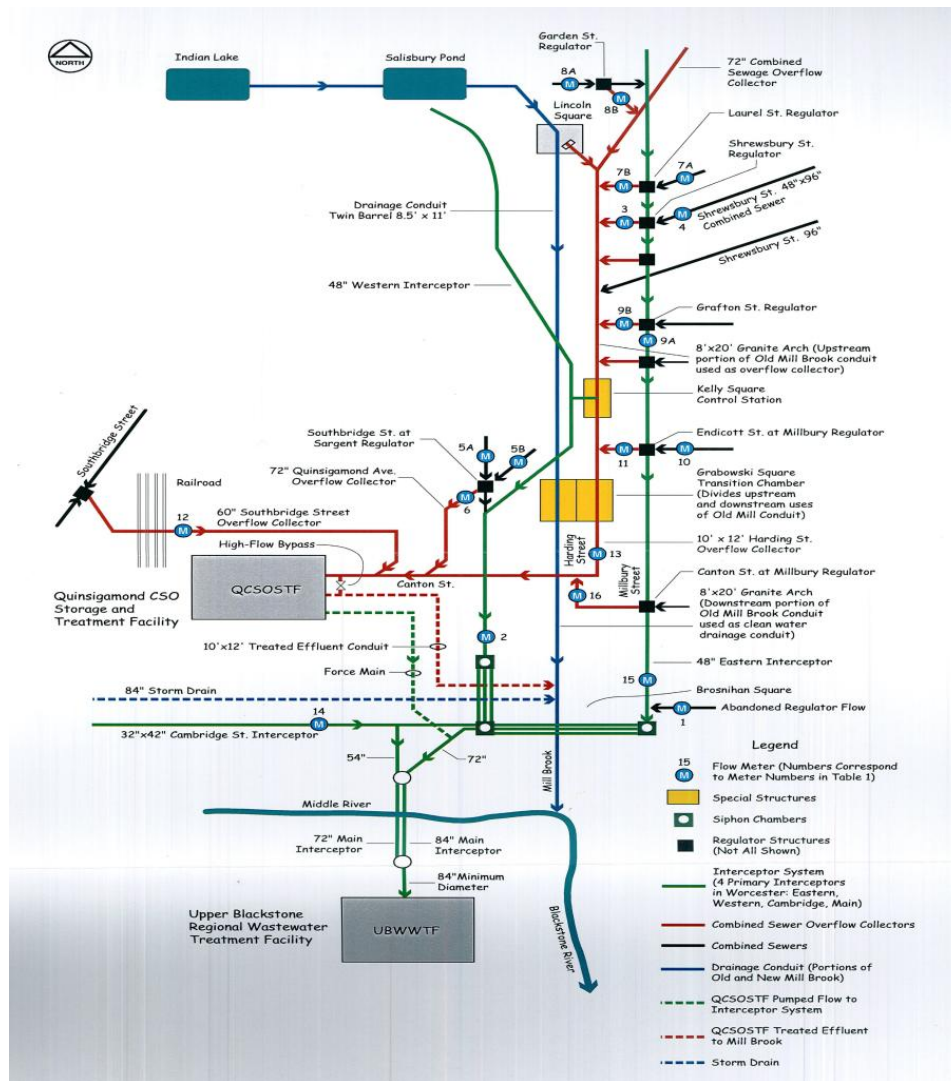 NORTH
Indian Lake
Salisbury Pond
Garden St.
Regulator
8A
M
M
8B
Lincoln
Square
72" Combined
Sewage Overflow
Collector
Laurel St. Regulator
Shrewsbury St.
Regulator
7B
M
7A
M
3
M
M
4
Shrewsbury St. 48"x96"
Combined Sewer
Shrewsbury St. 96"
Drainage Conduit
Twin Barrel 8.5' x 11'
48" Western Interceptor
9B
M
Grafton St. Regulator
M
9A
8'x20' Granite Arch (Upstream
portion of Old Mill Brook conduit
used as overflow collector)
Kelly Square
Control Station
Southbridge St. at
Sargent Regulator
5A
M
5B
M
Endicott St. at Millbury Regulator
M
11
M
10
Southbridge Street
Railroad
72" Quinsigamond Ave.
Overflow Collector
M
6
Grabowski Square
Transition Chamber
(Divides upstream
and downstream uses
of Old Mill Conduit)
12
M
60" Southbridge Street
Overflow Collector
High-Flow Bypass
Harding
Street
M
13
10' x 12' Harding St.
Overflow Collector
Canton St.
Millbury
Street
QCSOSTF
Quinsigamond CSO
Storage and
Treatment Facility
M
16
Canton St. at Millbury Regulator
8'x20' Granite Arch
(Downstream portion of
Old Mill Brook Conduit
used as clean water
drainage conduit)
M
2
10'x12' Treated Effluent Conduit
Force Main
48" Eastern Interceptor
84" Storm Drain
15
M
Brosnihan Square
14
M
M
1
Abandoned Regulator Flow
32"x42" Cambridge St. Interceptor
54"
72"
Mill Brook
Middle River
72" Main
Interceptor
84" Main
Interceptor
84"Minimum
Diameter
Upper Blackstone
Regional Wastewater
Treatment Facility
UBWWTF
Blackstone River
Legend
15
M
Flow Meter (Numbers Correspond
to Meter Numbers in Table 1)
Special Structures
Siphon Chambers
Regulator Structures
(Not All Shown)
Interceptor System
(4 Primary Interceptors
in Worcester: Eastern,
Western, Cambridge, Main)
Combined Sewer Overflow Collectors
Combined Sewers
Drainage Conduit (Portions of
Old and New Mill Brook)
QCSOSTF Pumped Flow to
Interceptor System
QCSOSTF Treated Effluent
to Mill Brook
Storm Drain